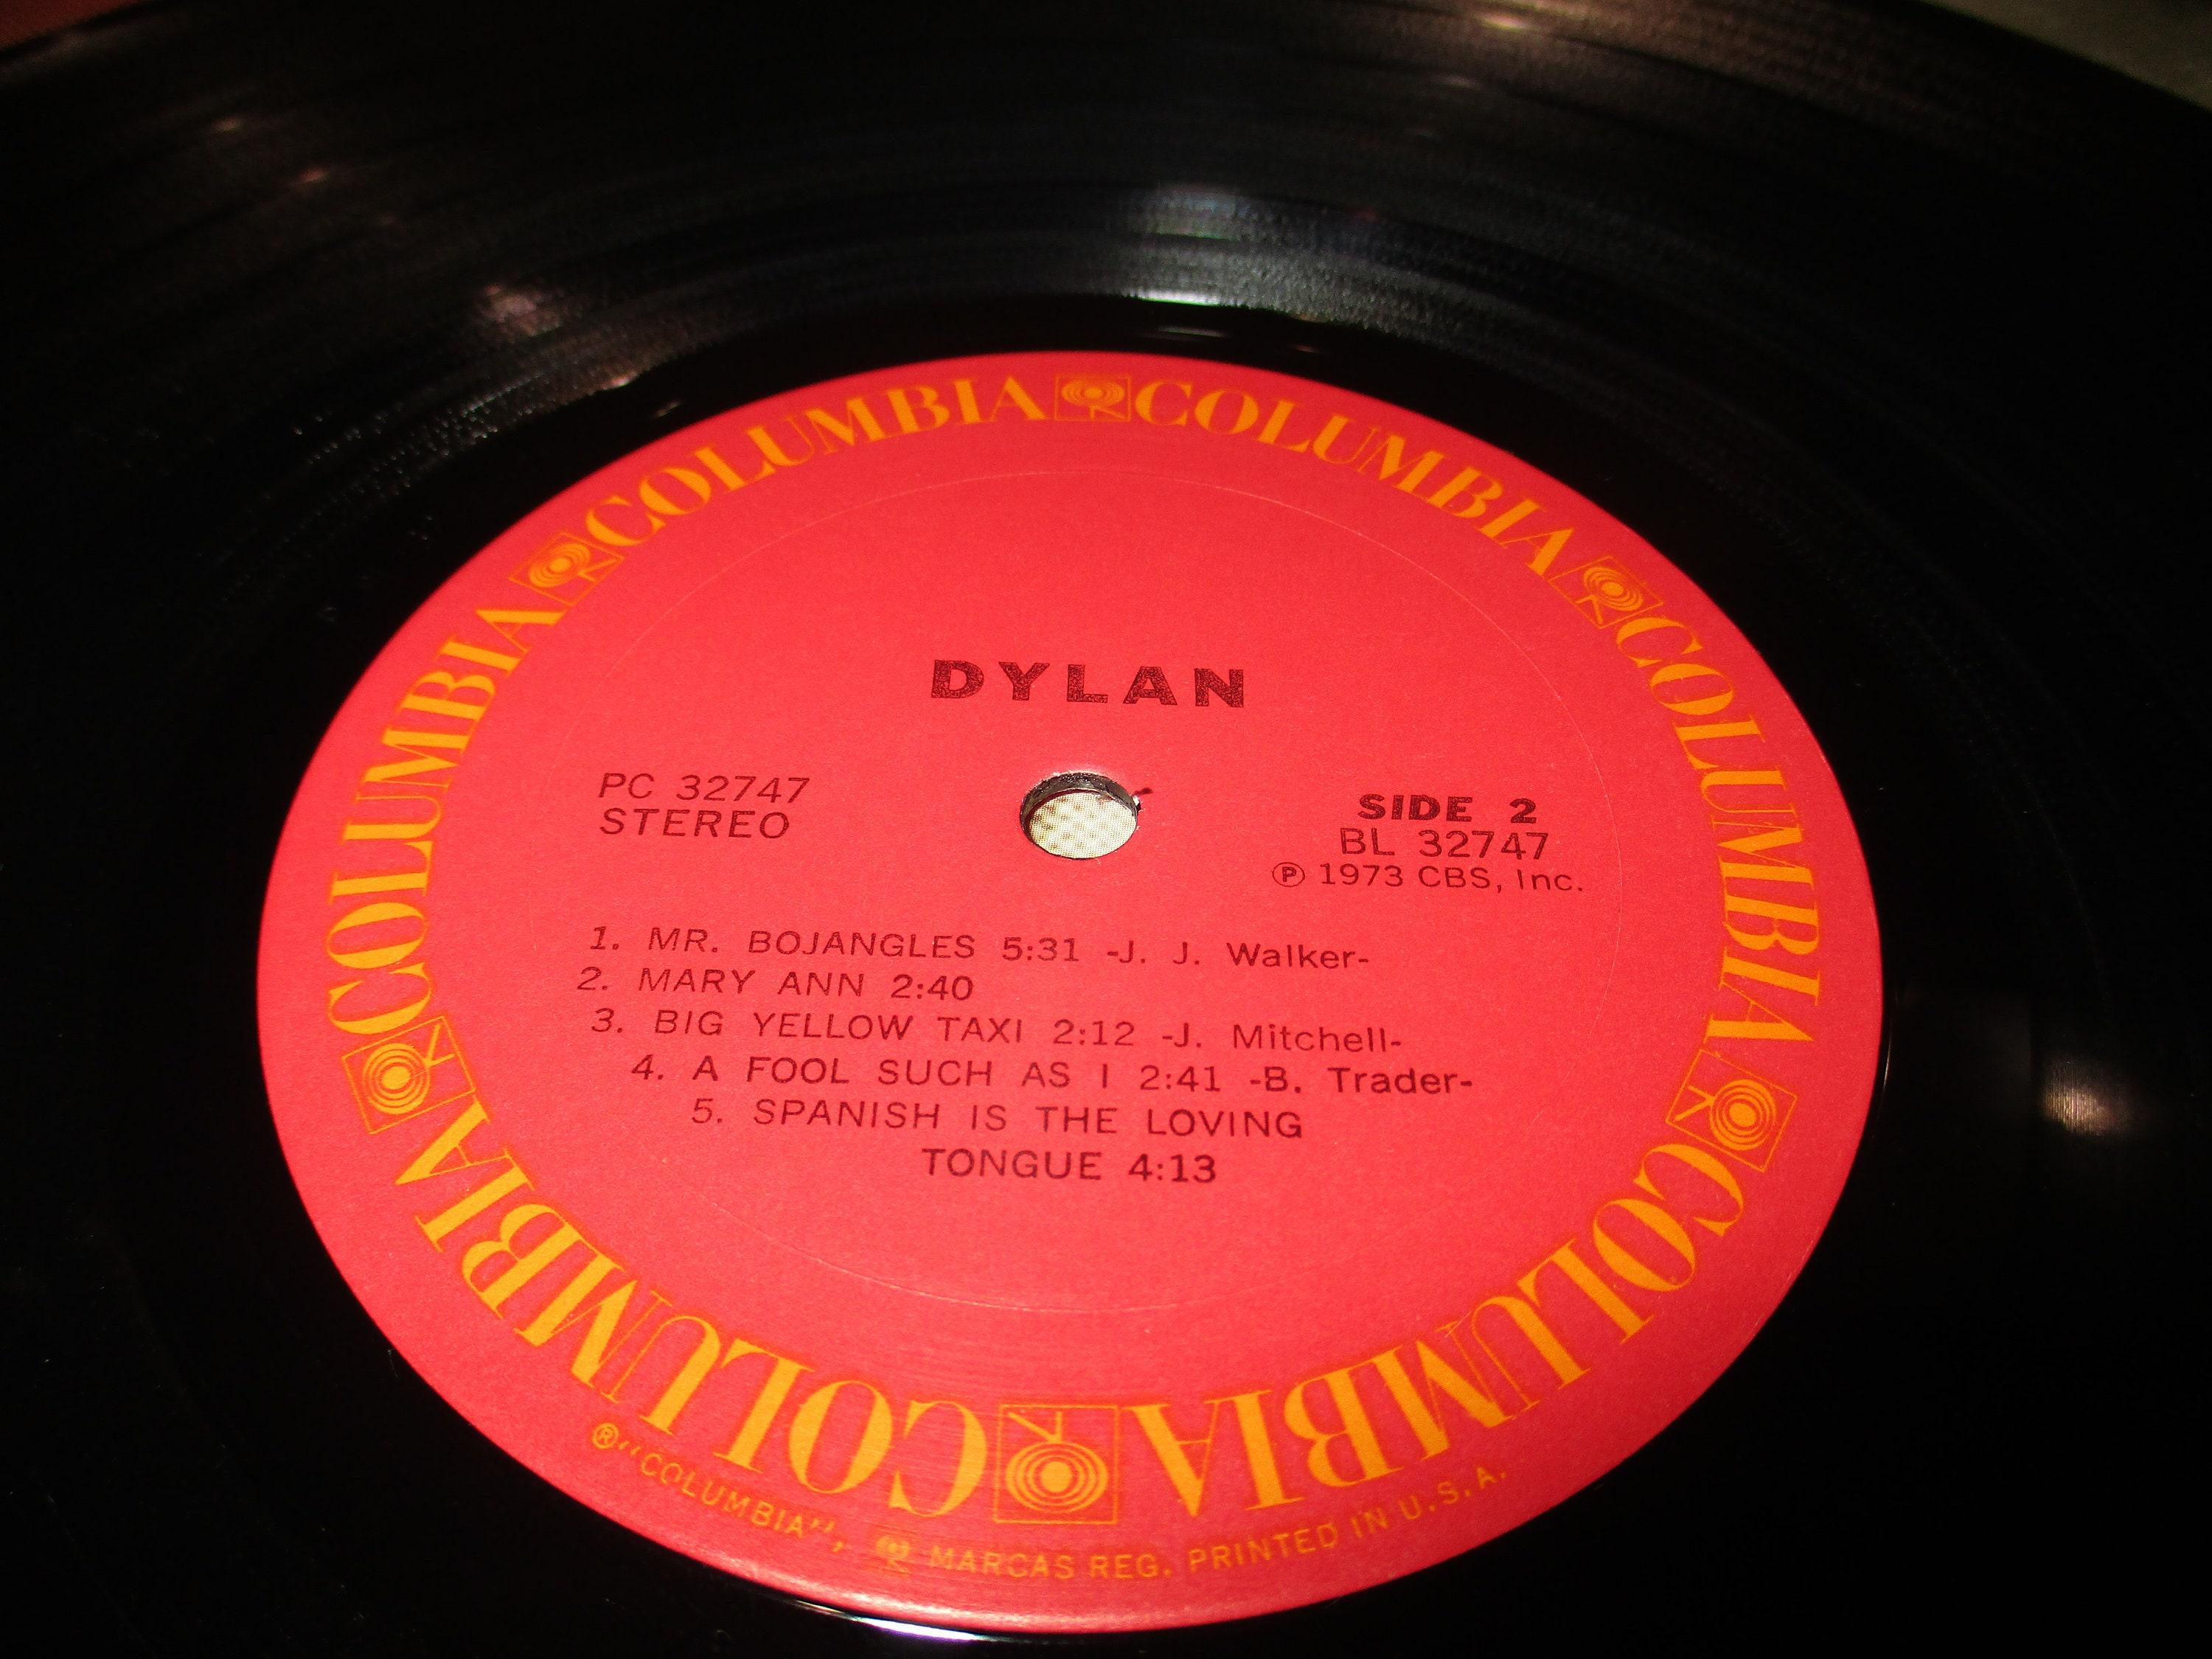 COLUMBIA COLUMBIA COLUMBIA COLUMBIA COLUMBIA COLUMBIA
DYLAN
PC 32747
STEREO
SIDE 2
BL 32747
Ⓟ 1973 CBS, Inc.
1. MR. BOJANGLES 5:31 -J. J. Walker-
2. MARY ANN 2:40
3. BIG YELLOW TAXI 2:12 -J. Mitchell-
4. A FOOL SUCH AS I 2:41 -B. Trader-
5. SPANISH IS THE LOVING
TONGUE 4:13
® "COLUMBIA", MARCAS REG. PRINTED IN U.S.A.